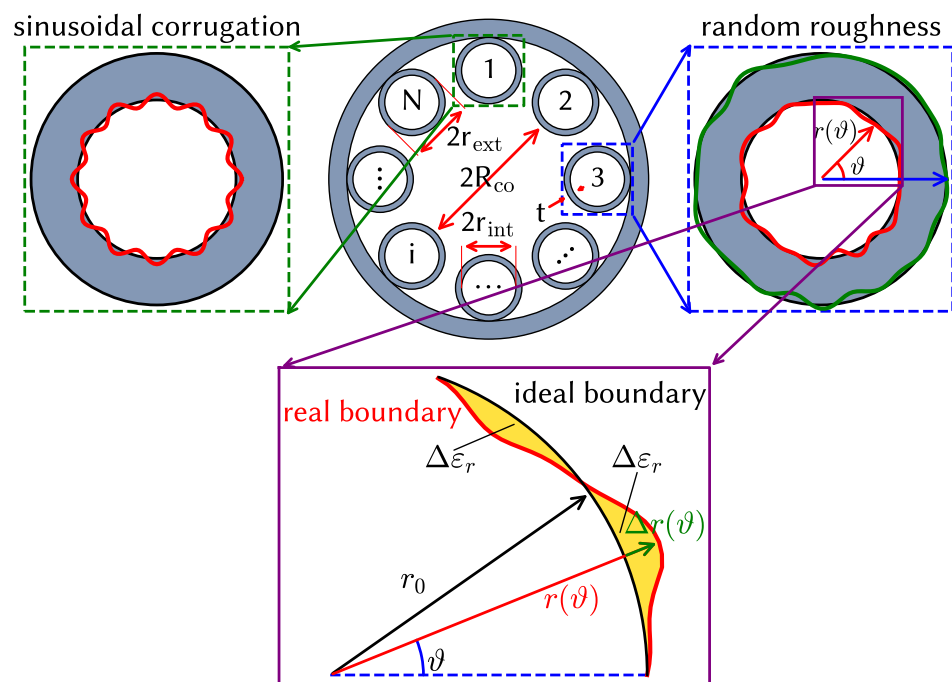 sinusoidal corrugation
random roughness
1
N
2
2r_ext
2R_co
⋮
3
t
2r_int
i
⋯
⋰
r(ϑ)
ϑ
ideal boundary
real boundary
Δε_r
Δε_r
Δr(ϑ)
r_0
r(ϑ)
ϑ